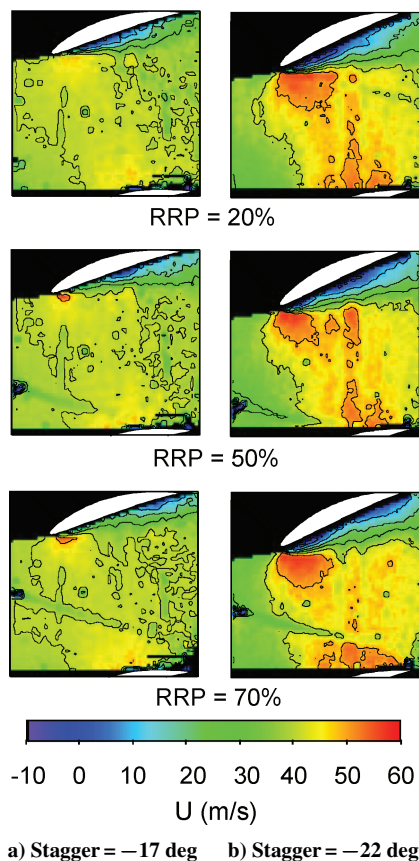 RRP = 20%
RRP = 50%
RRP = 70%
-10 0 10 20 30 40 50 60
U (m/s)
a) Stagger = −17 deg b) Stagger = −22 deg